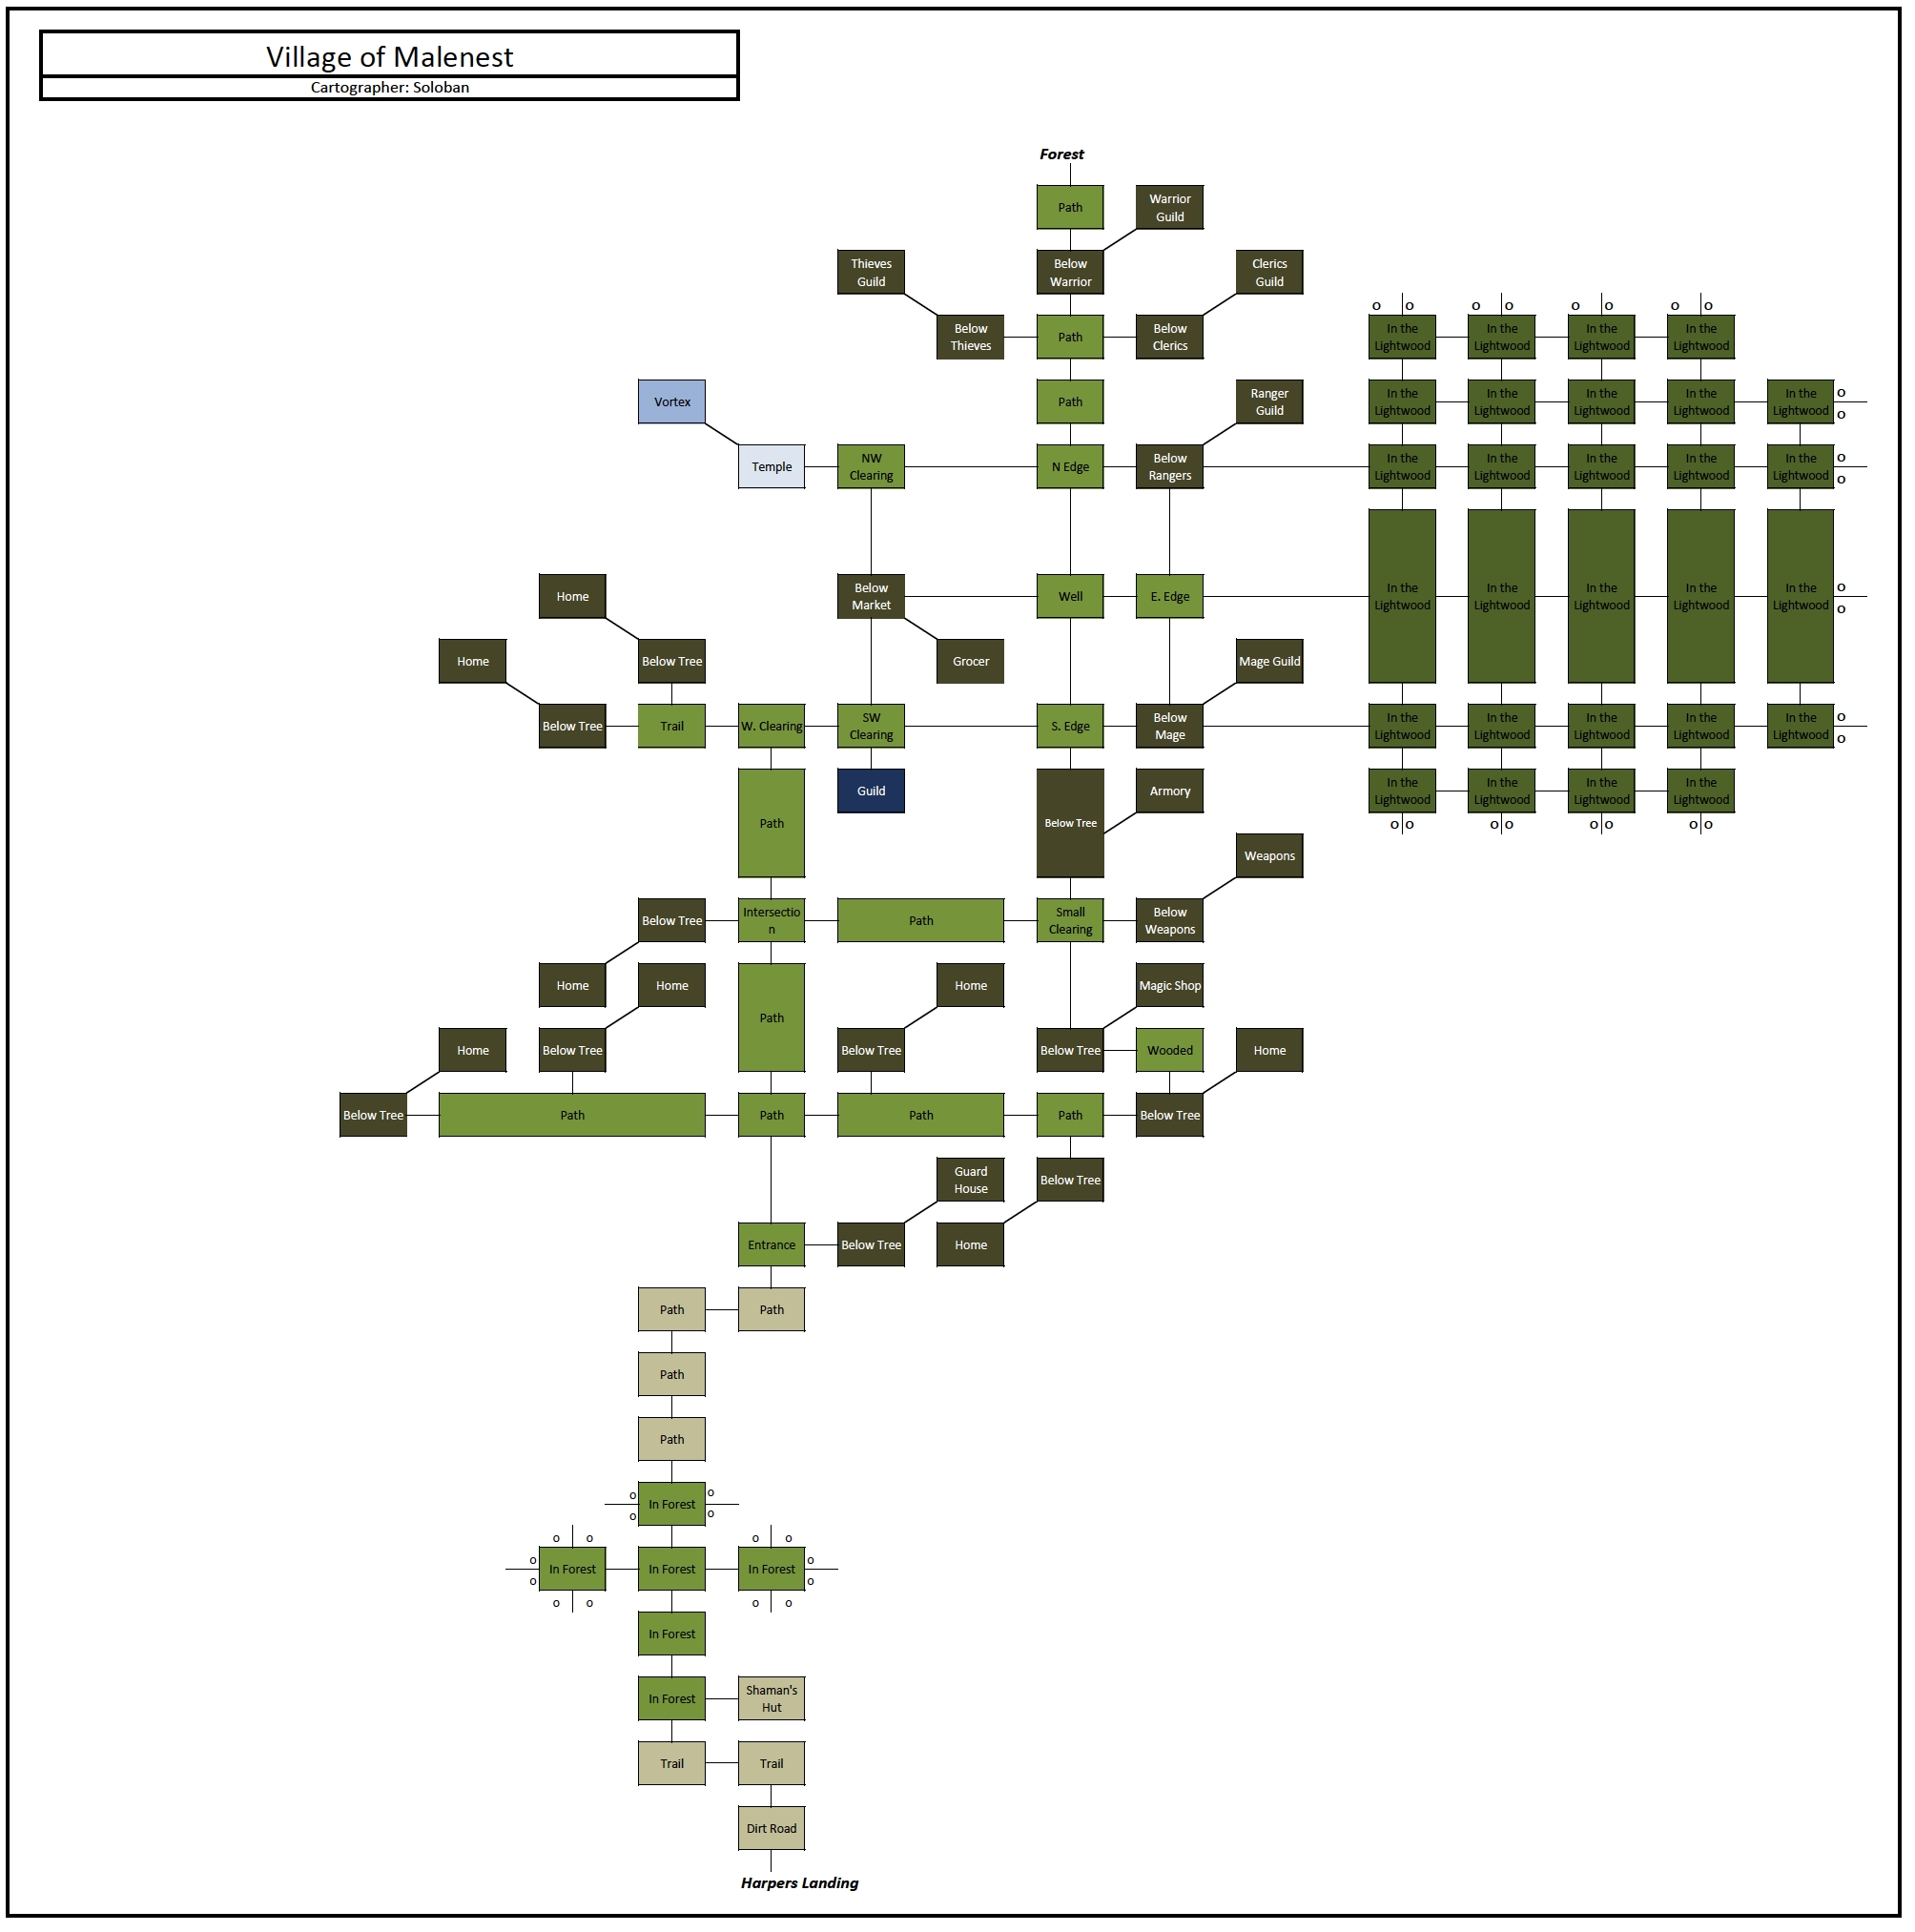 Village of Malenest
Cartographer: Soloban
Forest
Path
Warrior
Guild
Thieves
Guild
Below
Warrior
Clerics
Guild
o o o o o o o o
Below
Thieves
Path
Below
Clerics
In the
Lightwood
In the
Lightwood
In the
Lightwood
In the
Lightwood
Vortex
Path
Ranger
Guild
In the
Lightwood
In the
Lightwood
In the
Lightwood
In the
Lightwood
In the
Lightwood
o
o
Temple
NW
Clearing
N Edge
Below
Rangers
In the
Lightwood
In the
Lightwood
In the
Lightwood
In the
Lightwood
In the
Lightwood
o
o
Home
Below
Market
Well
E. Edge
In the
Lightwood
In the
Lightwood
In the
Lightwood
In the
Lightwood
In the
Lightwood
o
o
Home
Below Tree
Grocer
Mage Guild
Below Tree
Trail
W. Clearing
SW
Clearing
S. Edge
Below
Mage
In the
Lightwood
In the
Lightwood
In the
Lightwood
In the
Lightwood
In the
Lightwood
o
o
Path
Guild
Below Tree
Armory
In the
Lightwood
In the
Lightwood
In the
Lightwood
In the
Lightwood
o o o o o o o o
Weapons
Below Tree
Intersectio
n
Path
Small
Clearing
Below
Weapons
Home
Home
Path
Home
Magic Shop
Home
Below Tree
Below Tree
Below Tree
Wooded
Home
Below Tree
Path
Path
Path
Path
Below Tree
Guard
House
Below Tree
Entrance
Below Tree
Home
Path
Path
Path
Path
o
o
In Forest
o
o
o o
o o
o
o
In Forest
In Forest
In Forest
o
o
o o
o o
In Forest
In Forest
Shaman's
Hut
Trail
Trail
Dirt Road
Harpers Landing